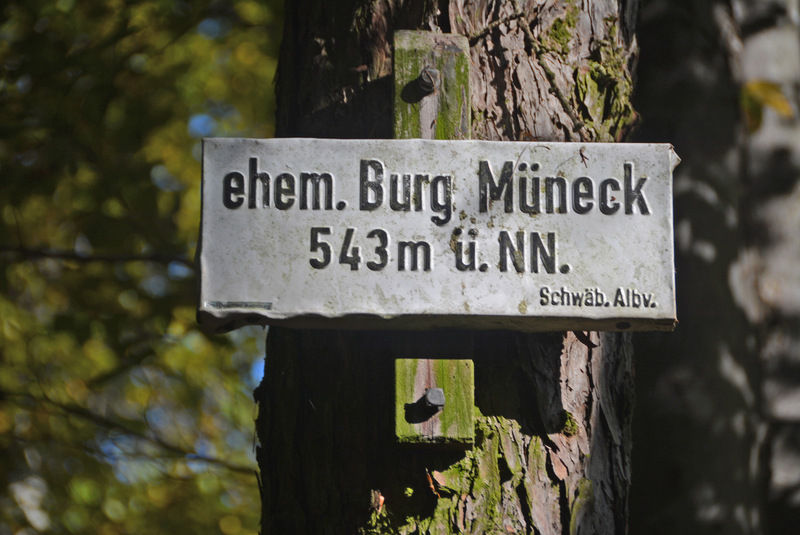 ehem. Burg Müneck
543m ü. NN.
Schwäb. Albv.